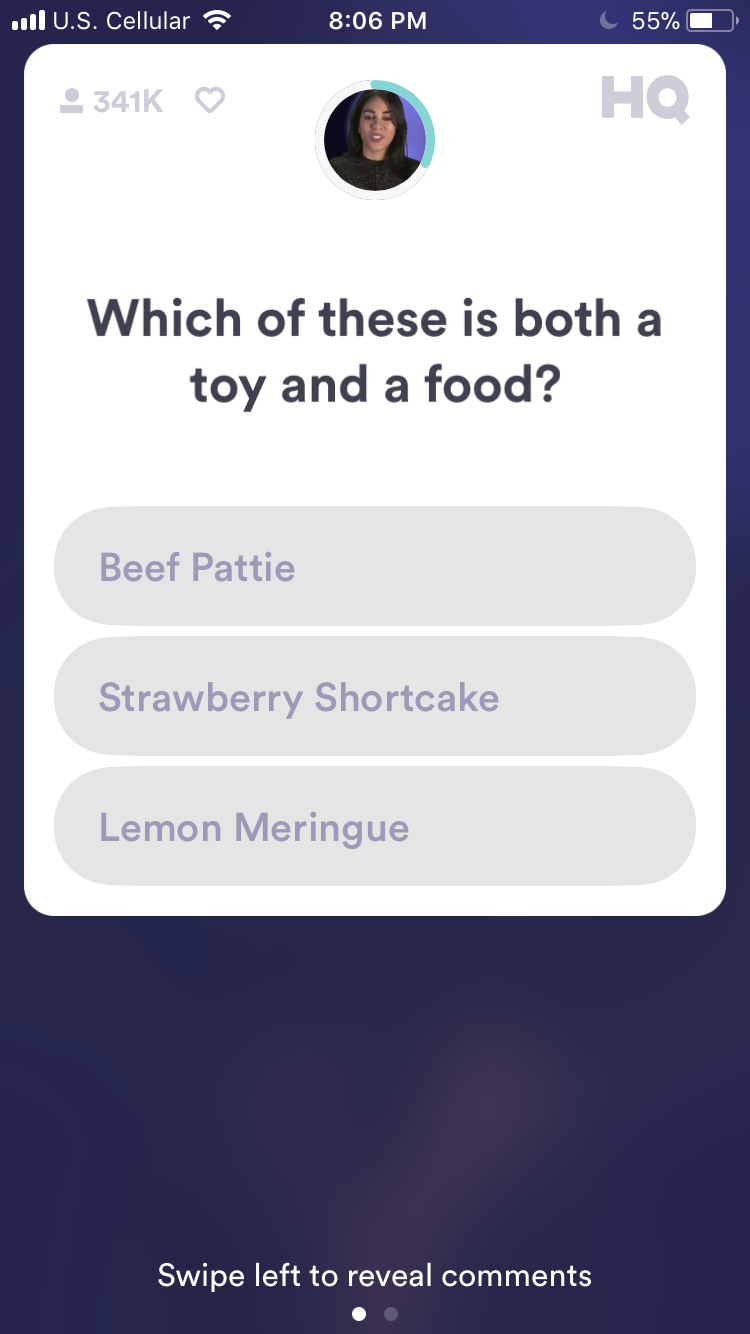 U.S. Cellular 8:06 PM 55%
341K HQ
Which of these is both a
toy and a food?
Beef Pattie
Strawberry Shortcake
Lemon Meringue
Swipe left to reveal comments